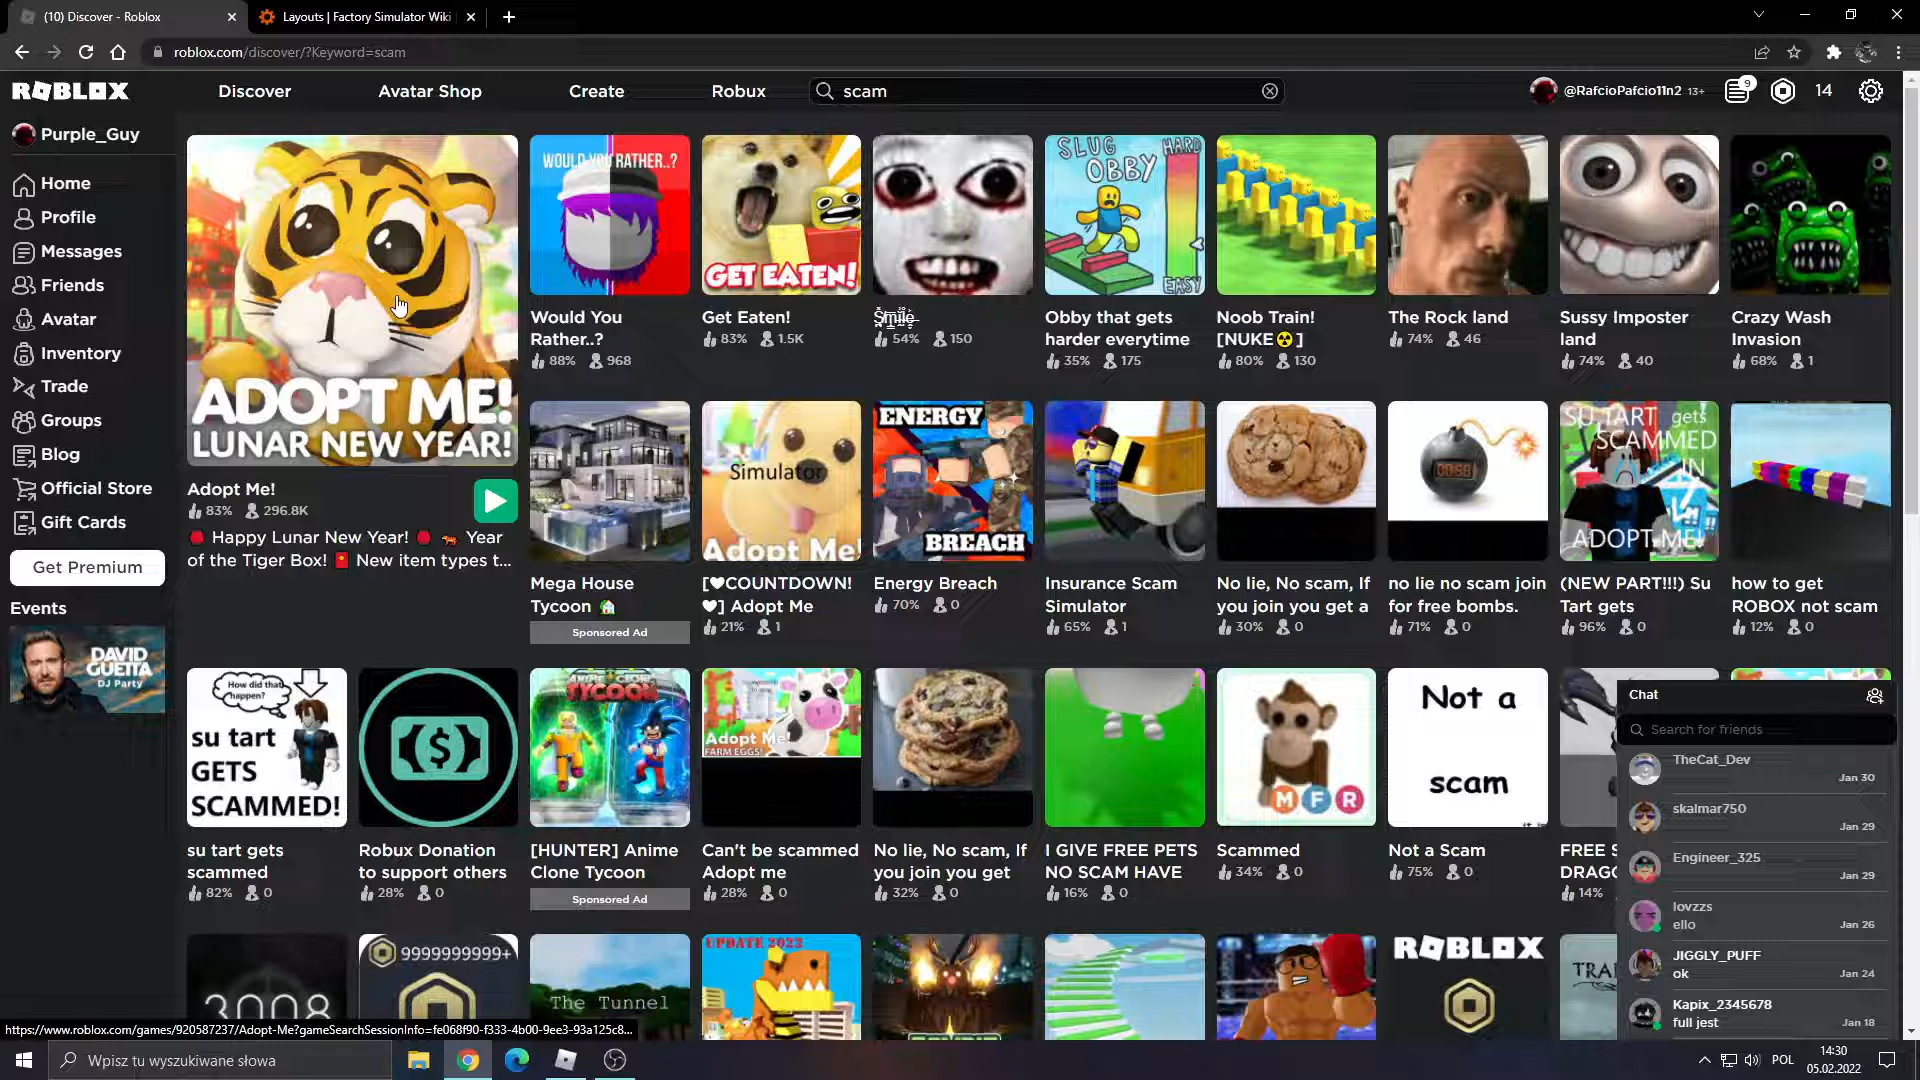 (10) Discover - Roblox
Layouts | Factory Simulator Wiki
roblox.com/discover/?Keyword=scam
ROBLOX
Discover
Avatar Shop
Create
Robux
scam
@RafcioPafcio11n2 13+
9
14
Purple_Guy
Home
Profile
Messages
Friends
Avatar
Inventory
Trade
Groups
Blog
Official Store
Gift Cards
Get Premium
Events
DAVID
GUETTA
DJ Party
ADOPT ME!
LUNAR NEW YEAR!
Adopt Me!
83% 296.8K
Happy Lunar New Year! Year
of the Tiger Box! New item types t...
WOULD YOU RATHER..?
Would You
Rather..?
88% 968
GET EATEN!
Get Eaten!
83% 1.5K
Smile
54% 150
SLUG
OBBY
HARD
EASY
Obby that gets
harder everytime
35% 175
Noob Train!
[NUKE☢️]
80% 130
The Rock land
74% 46
Sussy Imposter
land
74% 40
Crazy Wash
Invasion
68% 1
Mega House
Tycoon 🏠
Sponsored Ad
Simulator
Adopt Me!
[❤COUNTDOWN!
❤] Adopt Me
21% 1
ENERGY
BREACH
Energy Breach
70% 0
Insurance Scam
Simulator
65% 1
No lie, No scam, If
you join you get a
30% 0
00:59
no lie no scam join
for free bombs.
71% 0
SU TART gets
SCAMMED
IN
ADOPT ME!
(NEW PART!!!) Su
Tart gets
96% 0
how to get
ROBOX not scam
12% 0
How did that
happen?
su tart
GETS
SCAMMED!
su tart gets
scammed
82% 0
$
Robux Donation
to support others
28% 0
ANIME CLONE
TYCOON
[HUNTER] Anime
Clone Tycoon
Sponsored Ad
Adopt Me!
FARM EGGS!
Can't be scammed
Adopt me
28% 0
No lie, No scam, If
you join you get
32% 0
I GIVE FREE PETS
NO SCAM HAVE
16% 0
M F R
Scammed
34% 0
Not a
scam
Not a Scam
75% 0
FREE S
DRAGO
14%
3008
9999999999+
The Tunnel
UPDATE 2022
ROBLOX
TRA
Chat
Search for friends
TheCat_Dev
Jan 30
skalmar750
Jan 29
Engineer_325
Jan 29
lovzzs
ello
Jan 26
JIGGLY_PUFF
ok
Jan 24
Kapix_2345678
full jest
Jan 18
https://www.roblox.com/games/920587237/Adopt-Me?gameSearchSessionInfo=fe068f90-f333-4b00-9ee3-93a125c8...
Wpisz tu wyszukiwane słowa
POL
14:30
05.02.2022